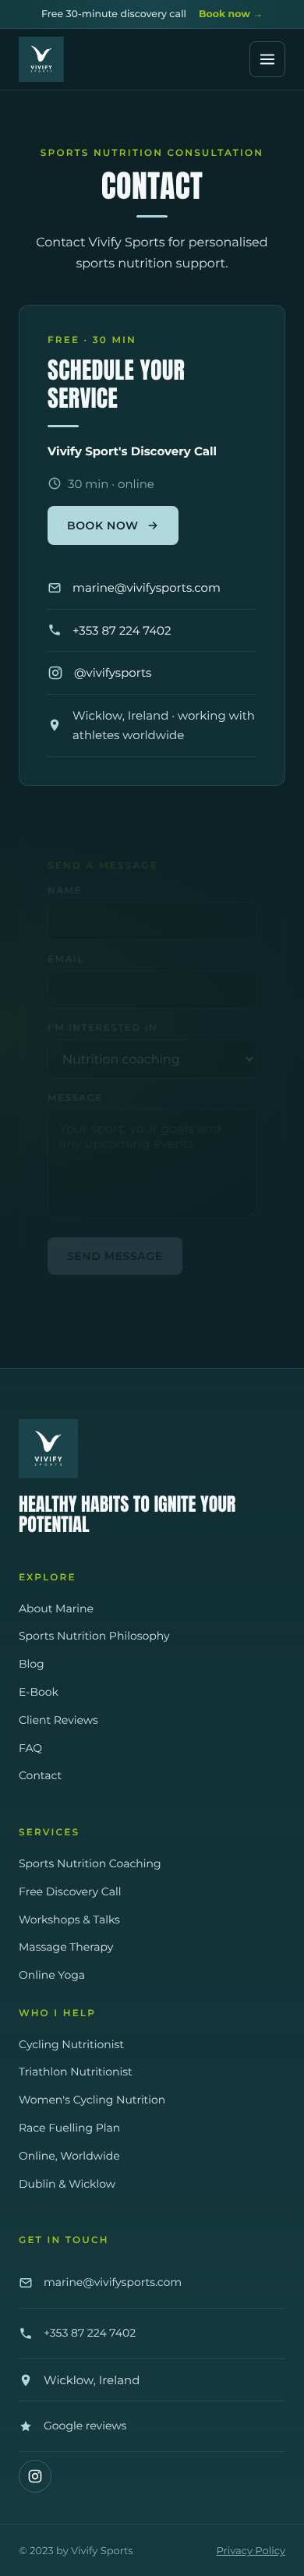 Free 30-minute discovery call Book now →
VIVIFY
SPORTS
SPORTS NUTRITION CONSULTATION
CONTACT
Contact Vivify Sports for personalised
sports nutrition support.
FREE · 30 MIN
SCHEDULE YOUR
SERVICE
Vivify Sport's Discovery Call
30 min · online
BOOK NOW →
marine@vivifysports.com
+353 87 224 7402
@vivifysports
Wicklow, Ireland · working with
athletes worldwide
SEND A MESSAGE
NAME
EMAIL
I'M INTERESTED IN
Nutrition coaching
MESSAGE
Your sport, your goals and
any upcoming events
SEND MESSAGE
VIVIFY
SPORTS
HEALTHY HABITS TO IGNITE YOUR
POTENTIAL
EXPLORE
About Marine
Sports Nutrition Philosophy
Blog
E-Book
Client Reviews
FAQ
Contact
SERVICES
Sports Nutrition Coaching
Free Discovery Call
Workshops & Talks
Massage Therapy
Online Yoga
WHO I HELP
Cycling Nutritionist
Triathlon Nutritionist
Women's Cycling Nutrition
Race Fuelling Plan
Online, Worldwide
Dublin & Wicklow
GET IN TOUCH
marine@vivifysports.com
+353 87 224 7402
Wicklow, Ireland
Google reviews
© 2023 by Vivify Sports Privacy Policy